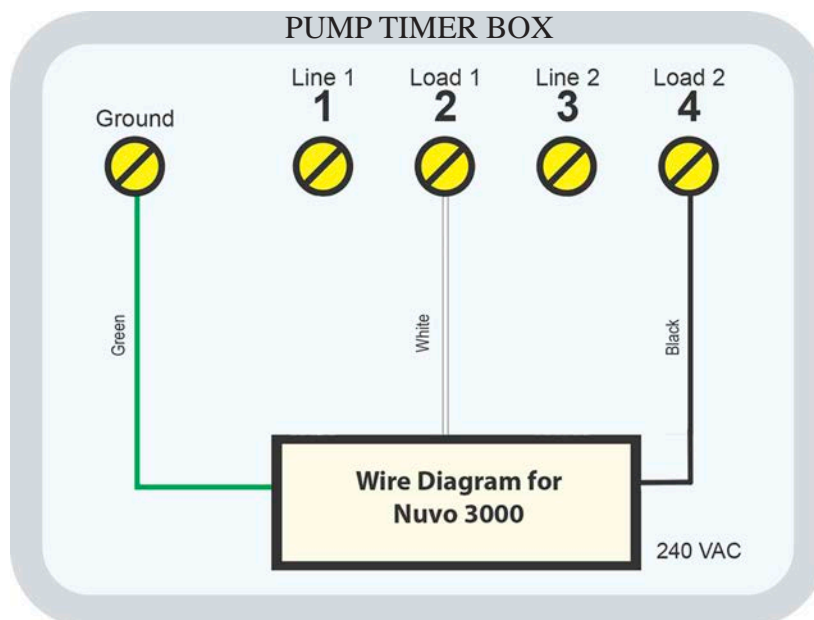 PUMP TIMER BOX
Ground
Line 1
1
Load 1
2
Line 2
3
Load 2
4
Green
White
Black
Wire Diagram for
Nuvo 3000
240 VAC